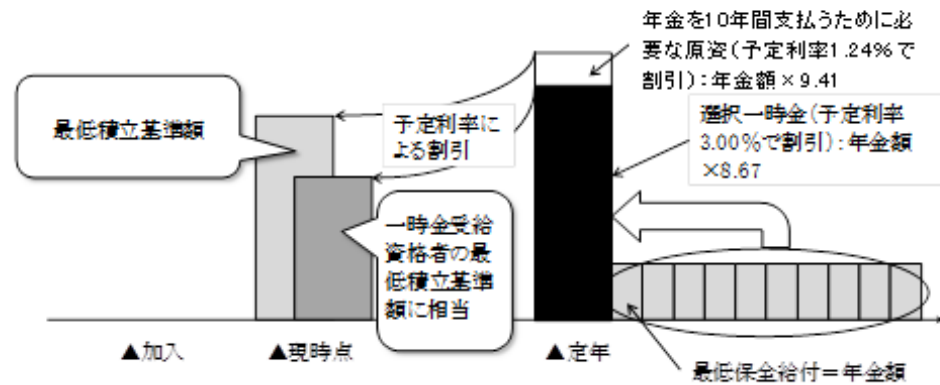 年金を10年間支払うために必
要な原資(予定利率1.24%で
割引):年金額×9.41
最低積立基準額
予定利率によ
る割引
選択一時金(予定利率
3.00%で割引):年金額
×8.67
一時金受給
資格者の最
低積立基準
額に相当
▲加入
▲現時点
▲定年
最低保全給付=年金額